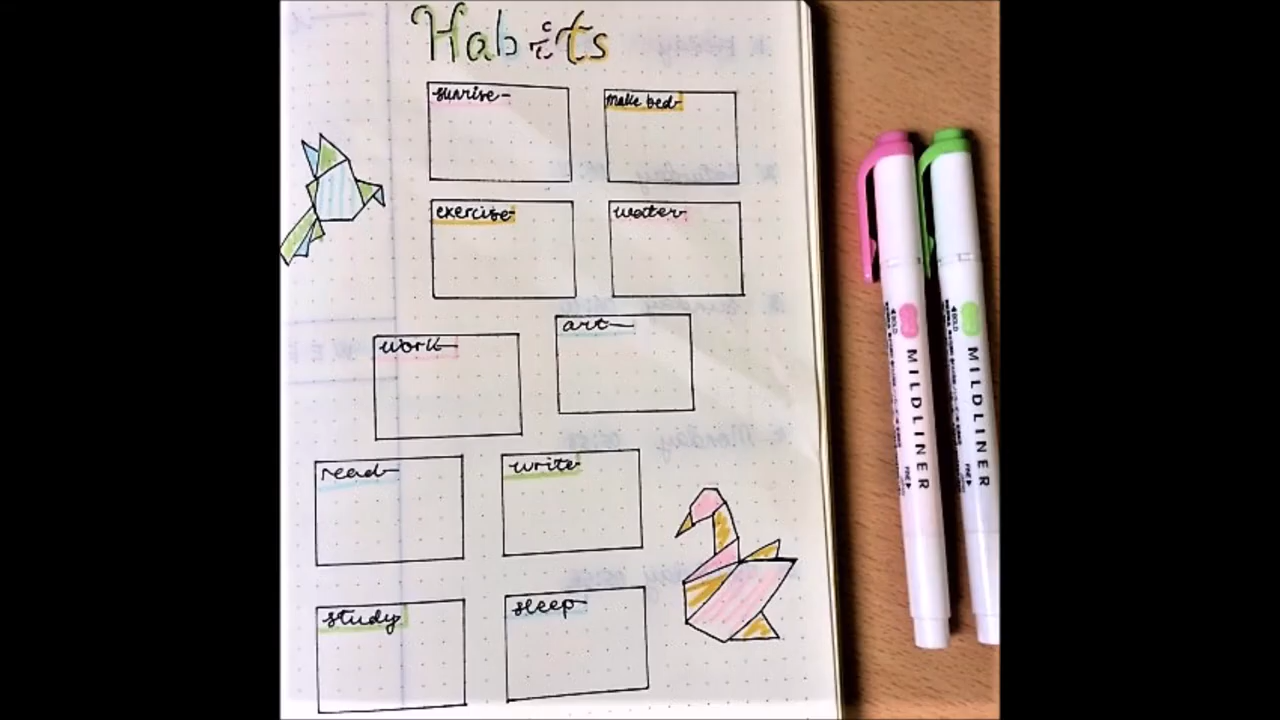 Habits
sunrise
make bed
exercise
water
work
art
read
write
study
sleep
MILDLINER
MILDLINER